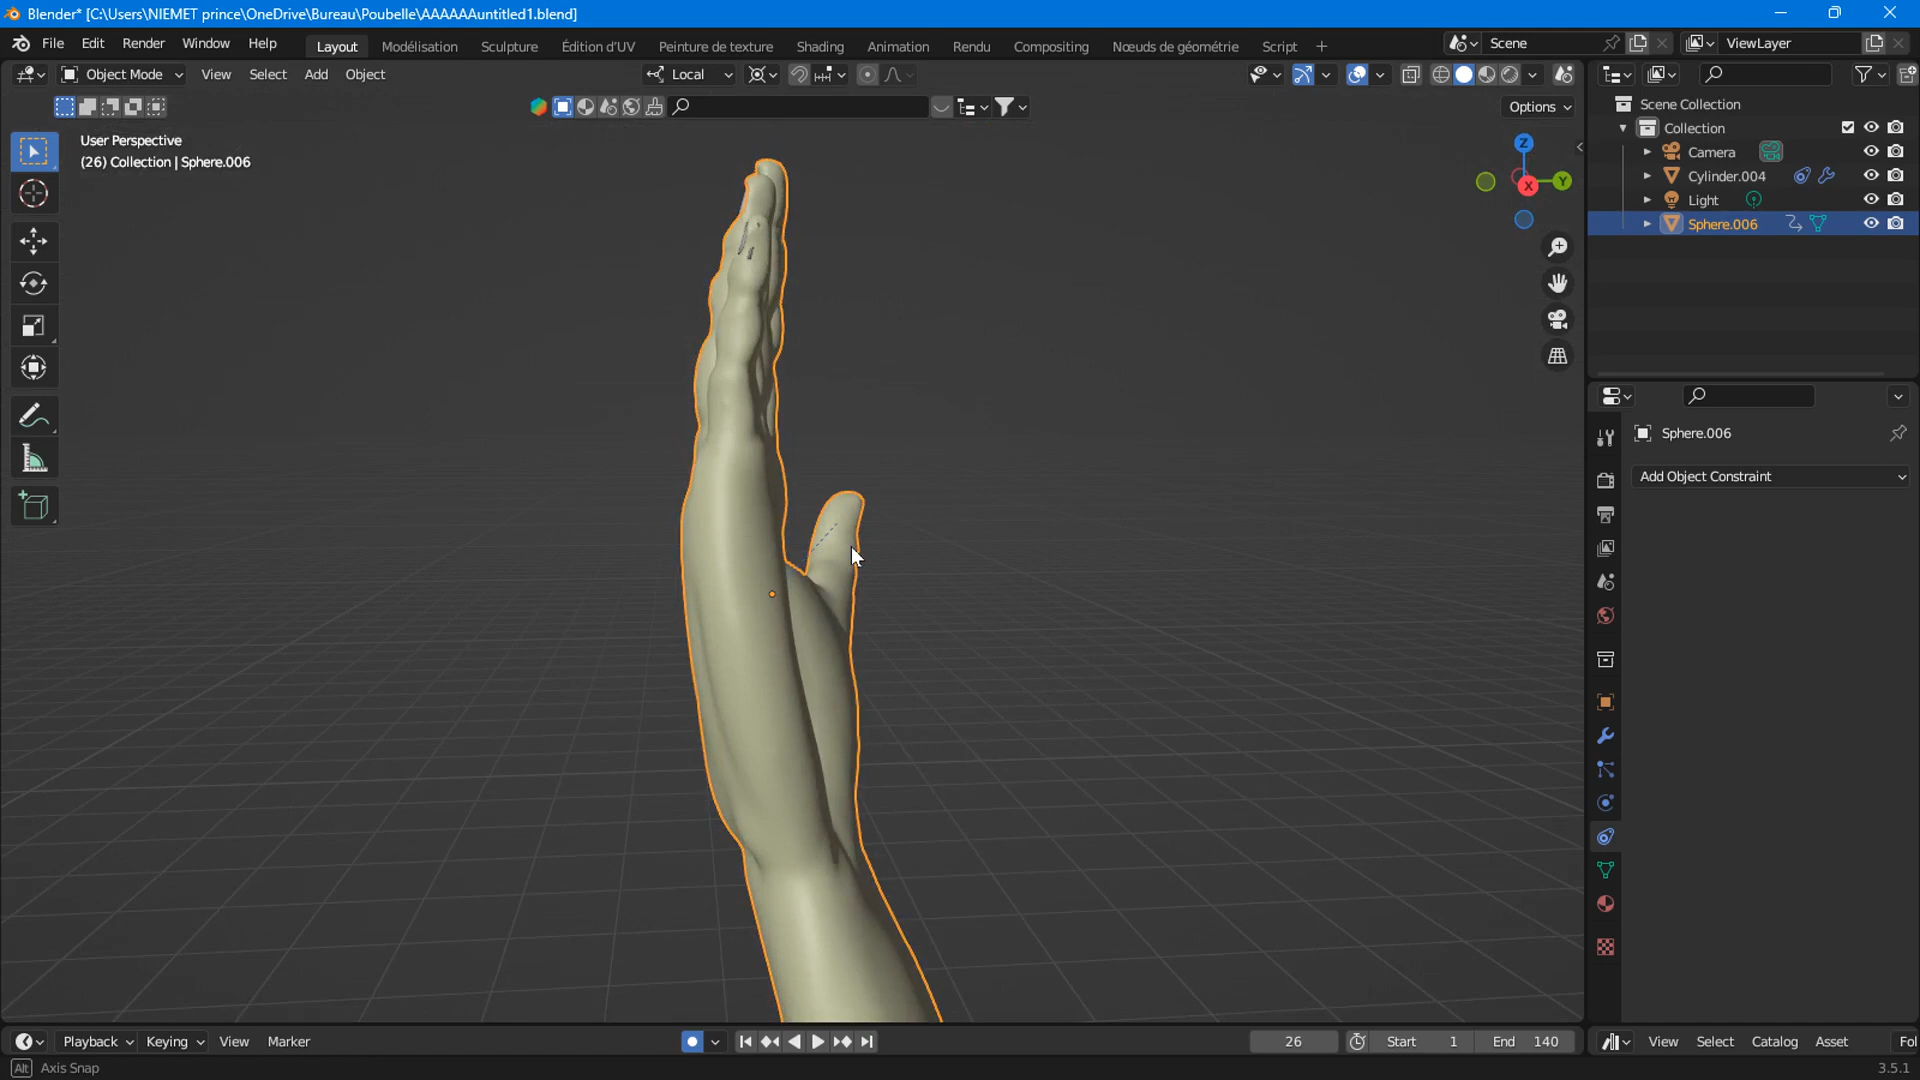 Blender* [C:\Users\NIEMET prince\OneDrive\Bureau\Poubelle\AAAAAAuntitled1.blend]
File Edit Render Window Help Layout Modélisation Sculpture Édition d'UV Peinture de texture Shading Animation Rendu Compositing Nœuds de géométrie Script + Scene ViewLayer
Object Mode View Select Add Object Local
Options
User Perspective
(26) Collection | Sphere.006
Z
Y
X
Scene Collection
Collection
Camera
Cylinder.004
Light
Sphere.006
Sphere.006
Add Object Constraint
Playback Keying View Marker 26 Start 1 End 140 View Select Catalog Asset Fol
Alt Axis Snap 3.5.1